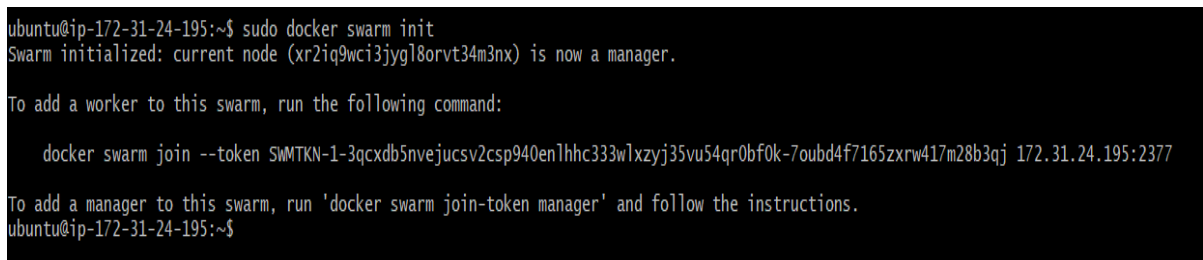 ubuntu@ip-172-31-24-195:~$ sudo docker swarm init
Swarm initialized: current node (xr2iq9wci3jygl8orvt34m3nx) is now a manager.
To add a worker to this swarm, run the following command:
docker swarm join --token SWMTKN-1-3qcxdb5nvejucsv2csp940enlhhc333wlxzyj35vu54qr0bf0k-7oubd4f7165zxrw417m28b3qj 172.31.24.195:2377
To add a manager to this swarm, run 'docker swarm join-token manager' and follow the instructions.
ubuntu@ip-172-31-24-195:~$